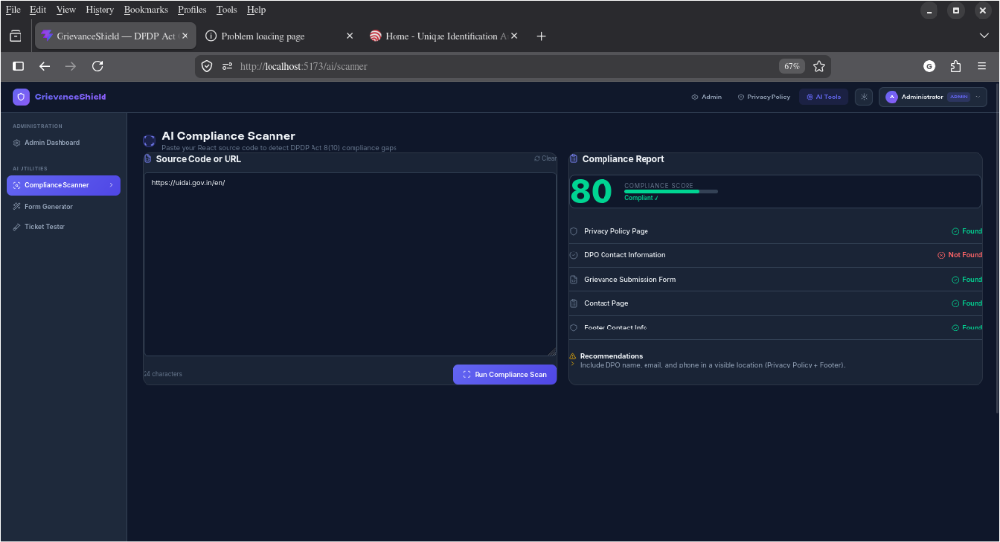 File Edit View History Bookmarks Profiles Tools Help
GrievanceShield — DPDP Act
Problem loading page
Home - Unique Identification A
http://localhost:5173/ai/scanner
67%
G
GrievanceShield
Admin
Privacy Policy
AI Tools
A
Administrator
ADMIN
ADMINISTRATION
Admin Dashboard
AI UTILITIES
Compliance Scanner
Form Generator
Ticket Tester
AI Compliance Scanner
Paste your React source code to detect DPDP Act 8(10) compliance gaps
Source Code or URL
Clear
https://uidai.gov.in/en/
24 characters
Run Compliance Scan
Compliance Report
80
COMPLIANCE SCORE
Compliant ✓
Privacy Policy Page Found
DPO Contact Information Not Found
Grievance Submission Form Found
Contact Page Found
Footer Contact Info Found
Recommendations
Include DPO name, email, and phone in a visible location (Privacy Policy + Footer).